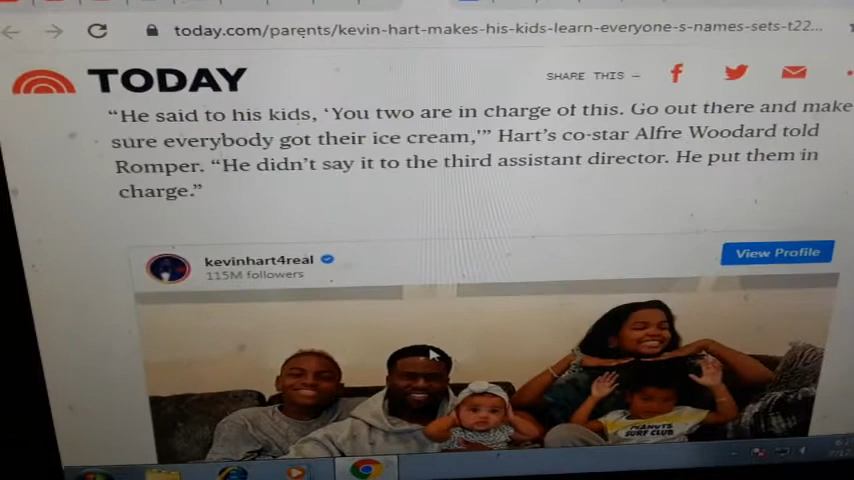 today.com/parents/kevin-hart-makes-his-kids-learn-everyone-s-names-sets-t22...
TODAY
SHARE THIS –
“He said to his kids, ‘You two are in charge of this. Go out there and make
sure everybody got their ice cream,’” Hart’s co-star Alfre Woodard told
Romper. “He didn’t say it to the third assistant director. He put them in
charge.”
kevinhart4real
115M followers
View Profile
PEANUTS
SURF CLUB